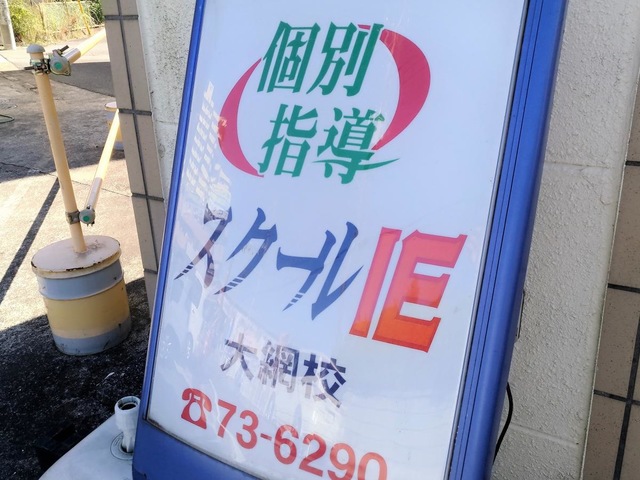 個別
指導
スクールIE
大網校
☎73-6290